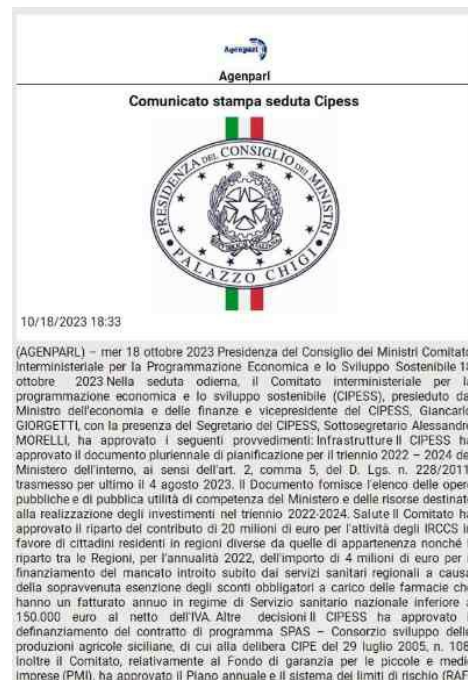 Agenparl
Agenparl
Comunicato stampa seduta Cipess
PRESIDENZA DEL CONSIGLIO DEI MINISTRI
PALAZZO CHIGI
10/18/2023 18:33
(AGENPARL) – mer 18 ottobre 2023 Presidenza del Consiglio dei Ministri Comitato
Interministeriale per la Programmazione Economica e lo Sviluppo Sostenibile 18
ottobre 2023 Nella seduta odierna, il Comitato interministeriale per la
programmazione economica e lo sviluppo sostenibile (CIPESS), presieduto dal
Ministro dell'economia e delle finanze e vicepresidente del CIPESS, Giancarlo
GIORGETTI, con la presenza del Segretario del CIPESS, Sottosegretario Alessandro
MORELLI, ha approvato i seguenti provvedimenti: Infrastrutture Il CIPESS ha
approvato il documento pluriennale di pianificazione per il triennio 2022 – 2024 del
Ministero dell'interno, ai sensi dell'art. 2, comma 5, del D. Lgs. n. 228/2011,
trasmesso per ultimo il 4 agosto 2023. Il Documento fornisce l'elenco delle opere
pubbliche e di pubblica utilità di competenza del Ministero e delle risorse destinate
alla realizzazione degli investimenti nel triennio 2022-2024. Salute Il Comitato ha
approvato il riparto del contributo di 20 milioni di euro per l'attività degli IRCCS in
favore di cittadini residenti in regioni diverse da quelle di appartenenza nonché il
riparto tra le Regioni, per l'annualità 2022, dell'importo di 4 milioni di euro per il
finanziamento del mancato introito subito dai servizi sanitari regionali a causa
della sopravvenuta esenzione degli sconti obbligatori a carico delle farmacie che
hanno un fatturato annuo in regime di Servizio sanitario nazionale inferiore a
150.000 euro al netto dell'IVA. Altre decisioni Il CIPESS ha approvato il
definanziamento del contratto di programma SPAS – Consorzio sviluppo delle
produzioni agricole siciliane, di cui alla delibera CIPE del 29 luglio 2005, n. 108.
Inoltre il Comitato, relativamente al Fondo di garanzia per le piccole e medie
imprese (PMI), ha approvato il Piano annuale e il sistema dei limiti di rischio (RAF